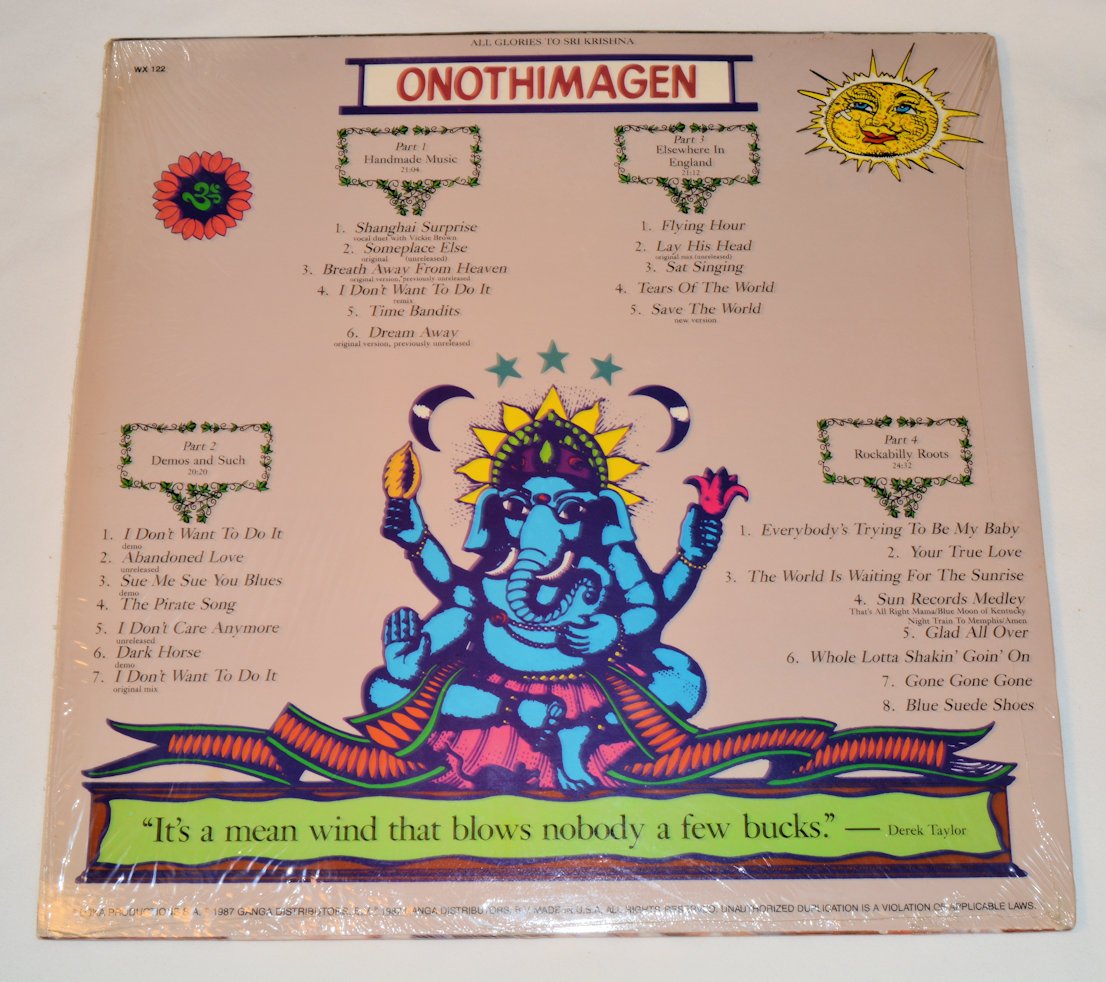 ALL GLORIES TO SRI KRISHNA
WX 122
ONOTHIMAGEN
Part 1
Handmade Music
21:04
1. Shanghai Surprise
vocal duet with Vickie Brown
2. Someplace Else
original (unreleased)
3. Breath Away From Heaven
original version, previously unreleased
4. I Don't Want To Do It
remix
5. Time Bandits
6. Dream Away
original version, previously unreleased
Part 3
Elsewhere In
England
21:12
1. Flying Hour
2. Lay His Head
original mix (unreleased)
3. Sat Singing
4. Tears Of The World
5. Save The World
new version
Part 2
Demos and Such
20:20
1. I Don't Want To Do It
demo
2. Abandoned Love
unreleased
3. Sue Me Sue You Blues
demo
4. The Pirate Song
5. I Don't Care Anymore
unreleased
6. Dark Horse
demo
7. I Don't Want To Do It
original mix
Part 4
Rockabilly Roots
24:32
1. Everybody's Trying To Be My Baby
2. Your True Love
3. The World Is Waiting For The Sunrise
4. Sun Records Medley
That's All Right Mama/Blue Moon of Kentucky
Night Train To Memphis/Amen
5. Glad All Over
6. Whole Lotta Shakin' Goin' On
7. Gone Gone Gone
8. Blue Suede Shoes
"It's a mean wind that blows nobody a few bucks." — Derek Taylor
1987 GANGA DISTRIBUTORS, GANGA DISTRIBUTORS, B.V. MADE IN U.S.A. ALL RIGHTS RESERVED. UNAUTHORIZED DUPLICATION IS A VIOLATION OF APPLICABLE LAWS.